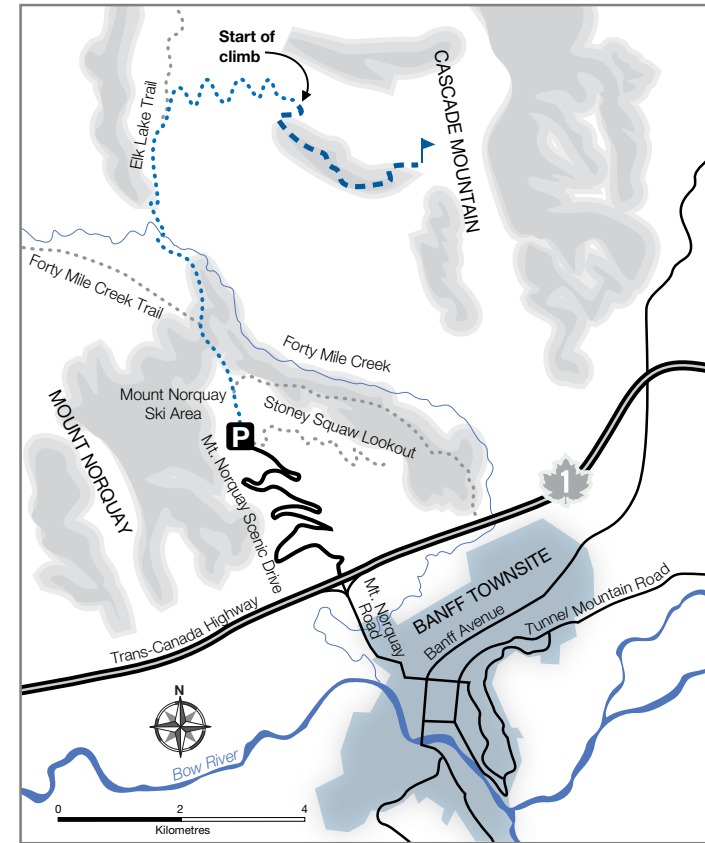 Start of
climb
CASCADE MOUNTAIN
Elk Lake Trail
Forty Mile Creek Trail
Forty Mile Creek
Mount Norquay
Ski Area
Stoney Squaw Lookout
P
MOUNT NORQUAY
Mt. Norquay Scenic Drive
1
Trans-Canada Highway
Mt. Norquay
Road
BANFF TOWNSITE
Banff Avenue
Tunnel Mountain Road
N
Bow River
0 2 4
Kilometres